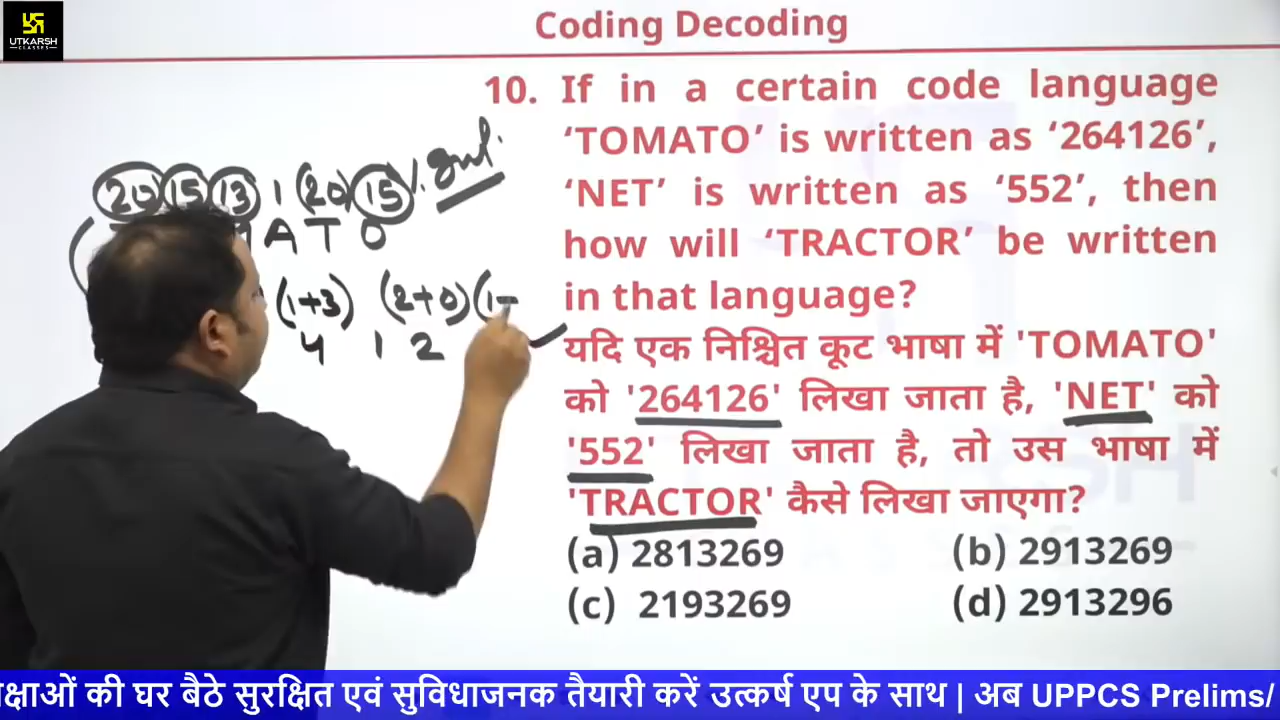 UTKARSH
CLASSES
Coding Decoding
10. If in a certain code language
‘TOMATO’ is written as ‘264126’,
‘NET’ is written as ‘552’, then
how will ‘TRACTOR’ be written
in that language?
यदि एक निश्चित कूट भाषा में 'TOMATO'
को '264126' लिखा जाता है, 'NET' को
'552' लिखा जाता है, तो उस भाषा में
'TRACTOR' कैसे लिखा जाएगा?
(a) 2813269 (b) 2913269
(c) 2193269 (d) 2913296
20 15 13 1 20 15
A T O
(1+3) (2+0) (1-
4 1 2
क्षाओं की घर बैठे सुरक्षित एवं सुविधाजनक तैयारी करें उत्कर्ष एप के साथ | अब UPPCS Prelims/